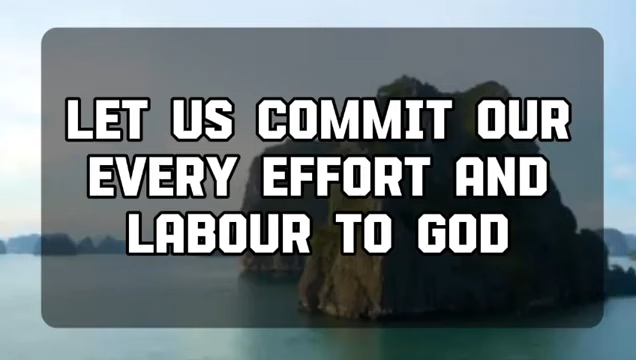 LET US COMMIT OUR
EVERY EFFORT AND
LABOUR TO GOD